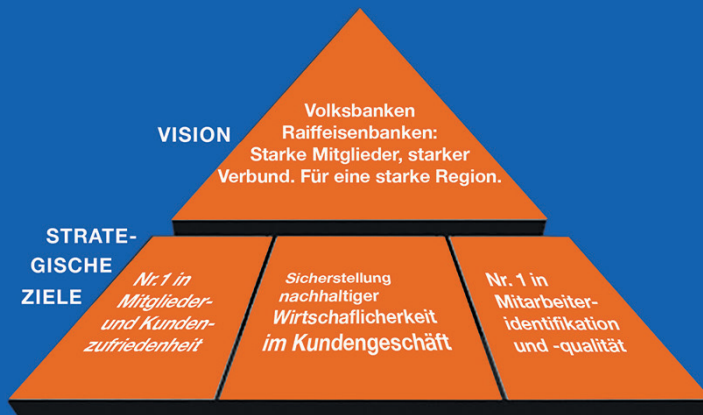 VISION
Volksbanken
Raiffeisenbanken:
Starke Mitglieder, starker
Verbund. Für eine starke Region.
STRATE-
GISCHE
ZIELE
Nr. 1 in
Mitglieder-
und Kunden-
zufriedenheit
Sicherstellung
nachhaltiger
Wirtschaflicherkeit
im Kundengeschäft
Nr. 1 in
Mitarbeiter-
identifikation
und -qualität